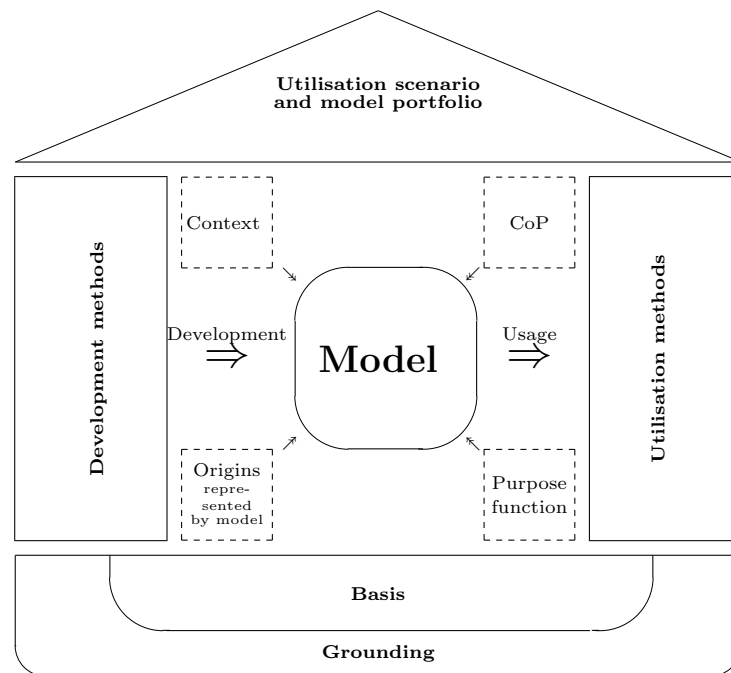 Utilisation scenario
and model portfolio
Development methods
Context
CoP
Utilisation methods
Development
⇒
Model
Usage
⇒
Origins
repre-
sented
by model
Purpose
function
Basis
Grounding